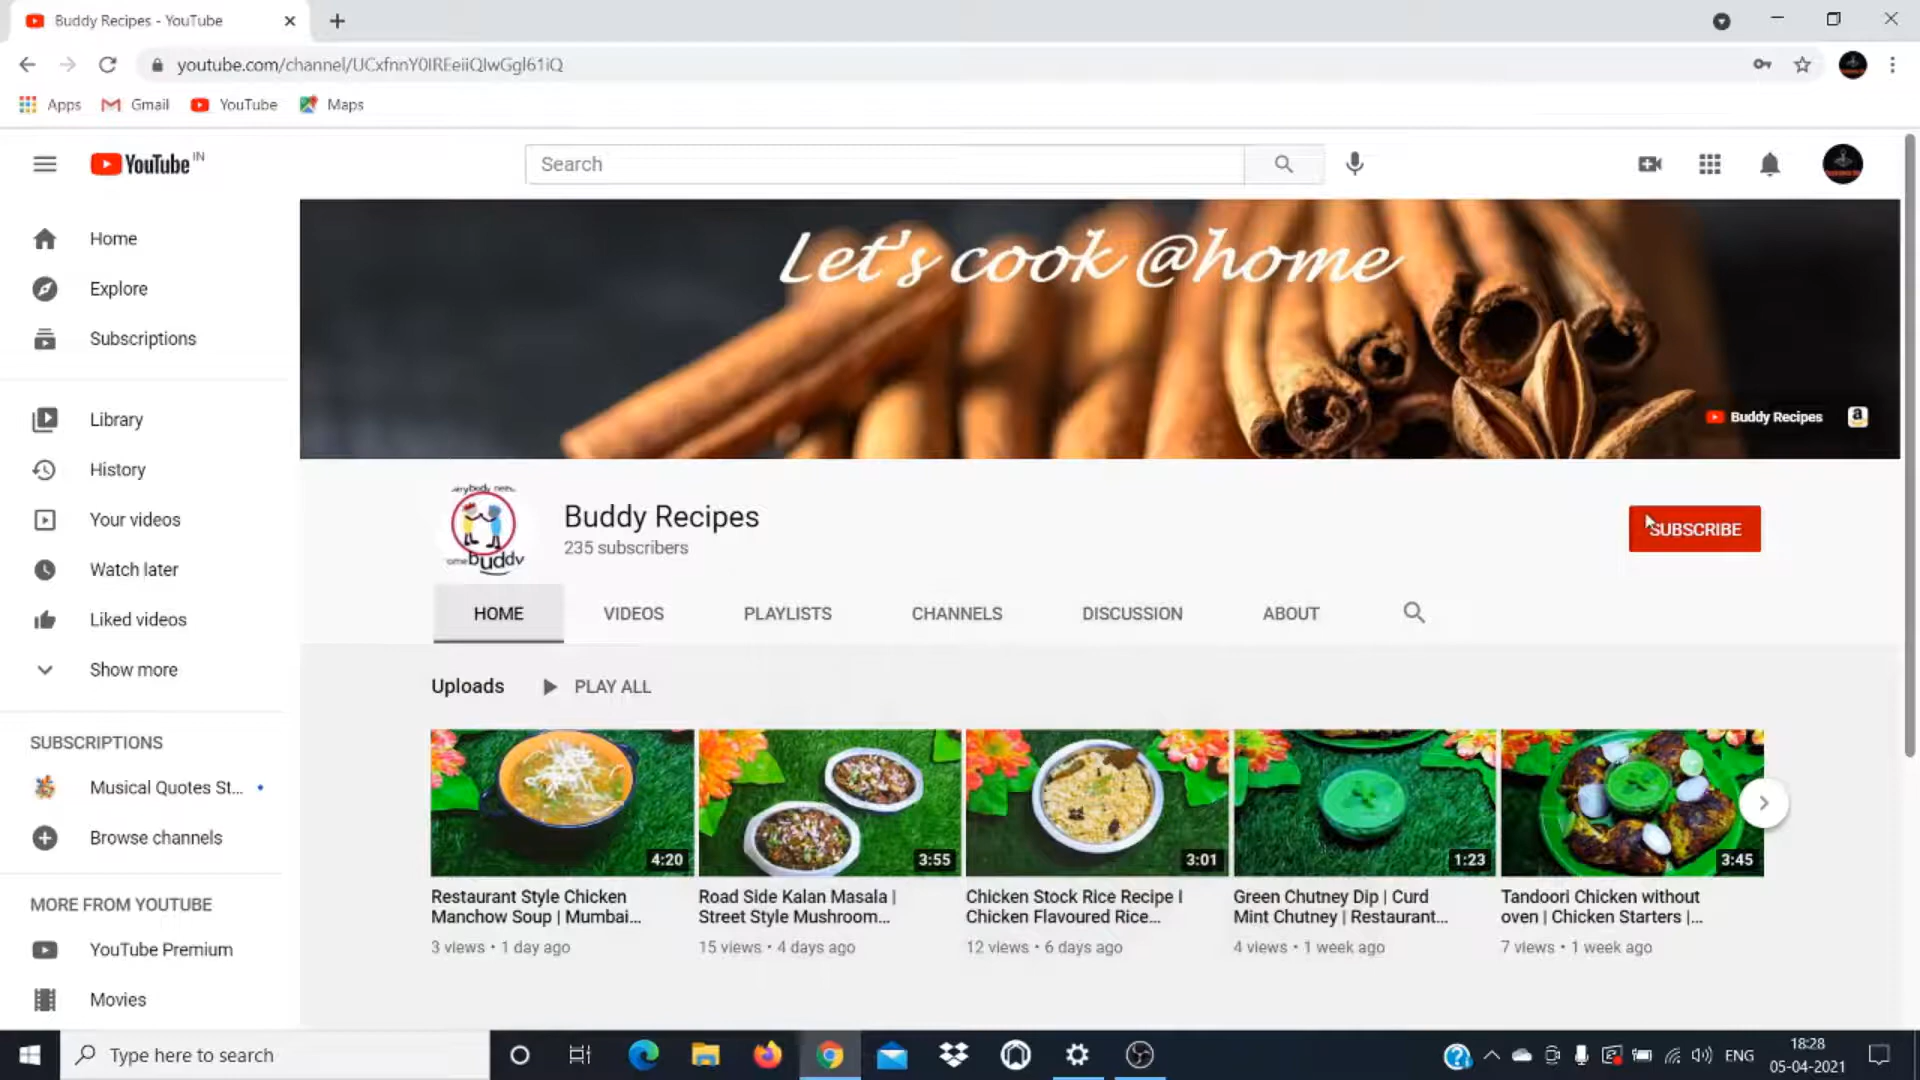 Buddy Recipes - YouTube
youtube.com/channel/UCxfnnY0IREeiiQIwGgl61iQ
Apps Gmail YouTube Maps
YouTube IN
Search
Home
Explore
Subscriptions
Library
History
Your videos
Watch later
Liked videos
Show more
SUBSCRIPTIONS
Musical Quotes St...
Browse channels
MORE FROM YOUTUBE
YouTube Premium
Movies
Let's cook @home
Buddy Recipes
buddy
Buddy Recipes
235 subscribers
SUBSCRIBE
HOME VIDEOS PLAYLISTS CHANNELS DISCUSSION ABOUT
Uploads PLAY ALL
4:20
Restaurant Style Chicken
Manchow Soup | Mumbai...
3 views • 1 day ago
3:55
Road Side Kalan Masala |
Street Style Mushroom...
15 views • 4 days ago
3:01
Chicken Stock Rice Recipe I
Chicken Flavoured Rice...
12 views • 6 days ago
1:23
Green Chutney Dip | Curd
Mint Chutney | Restaurant...
4 views • 1 week ago
3:45
Tandoori Chicken without
oven | Chicken Starters |...
7 views • 1 week ago
Type here to search
ENG
18:28
05-04-2021